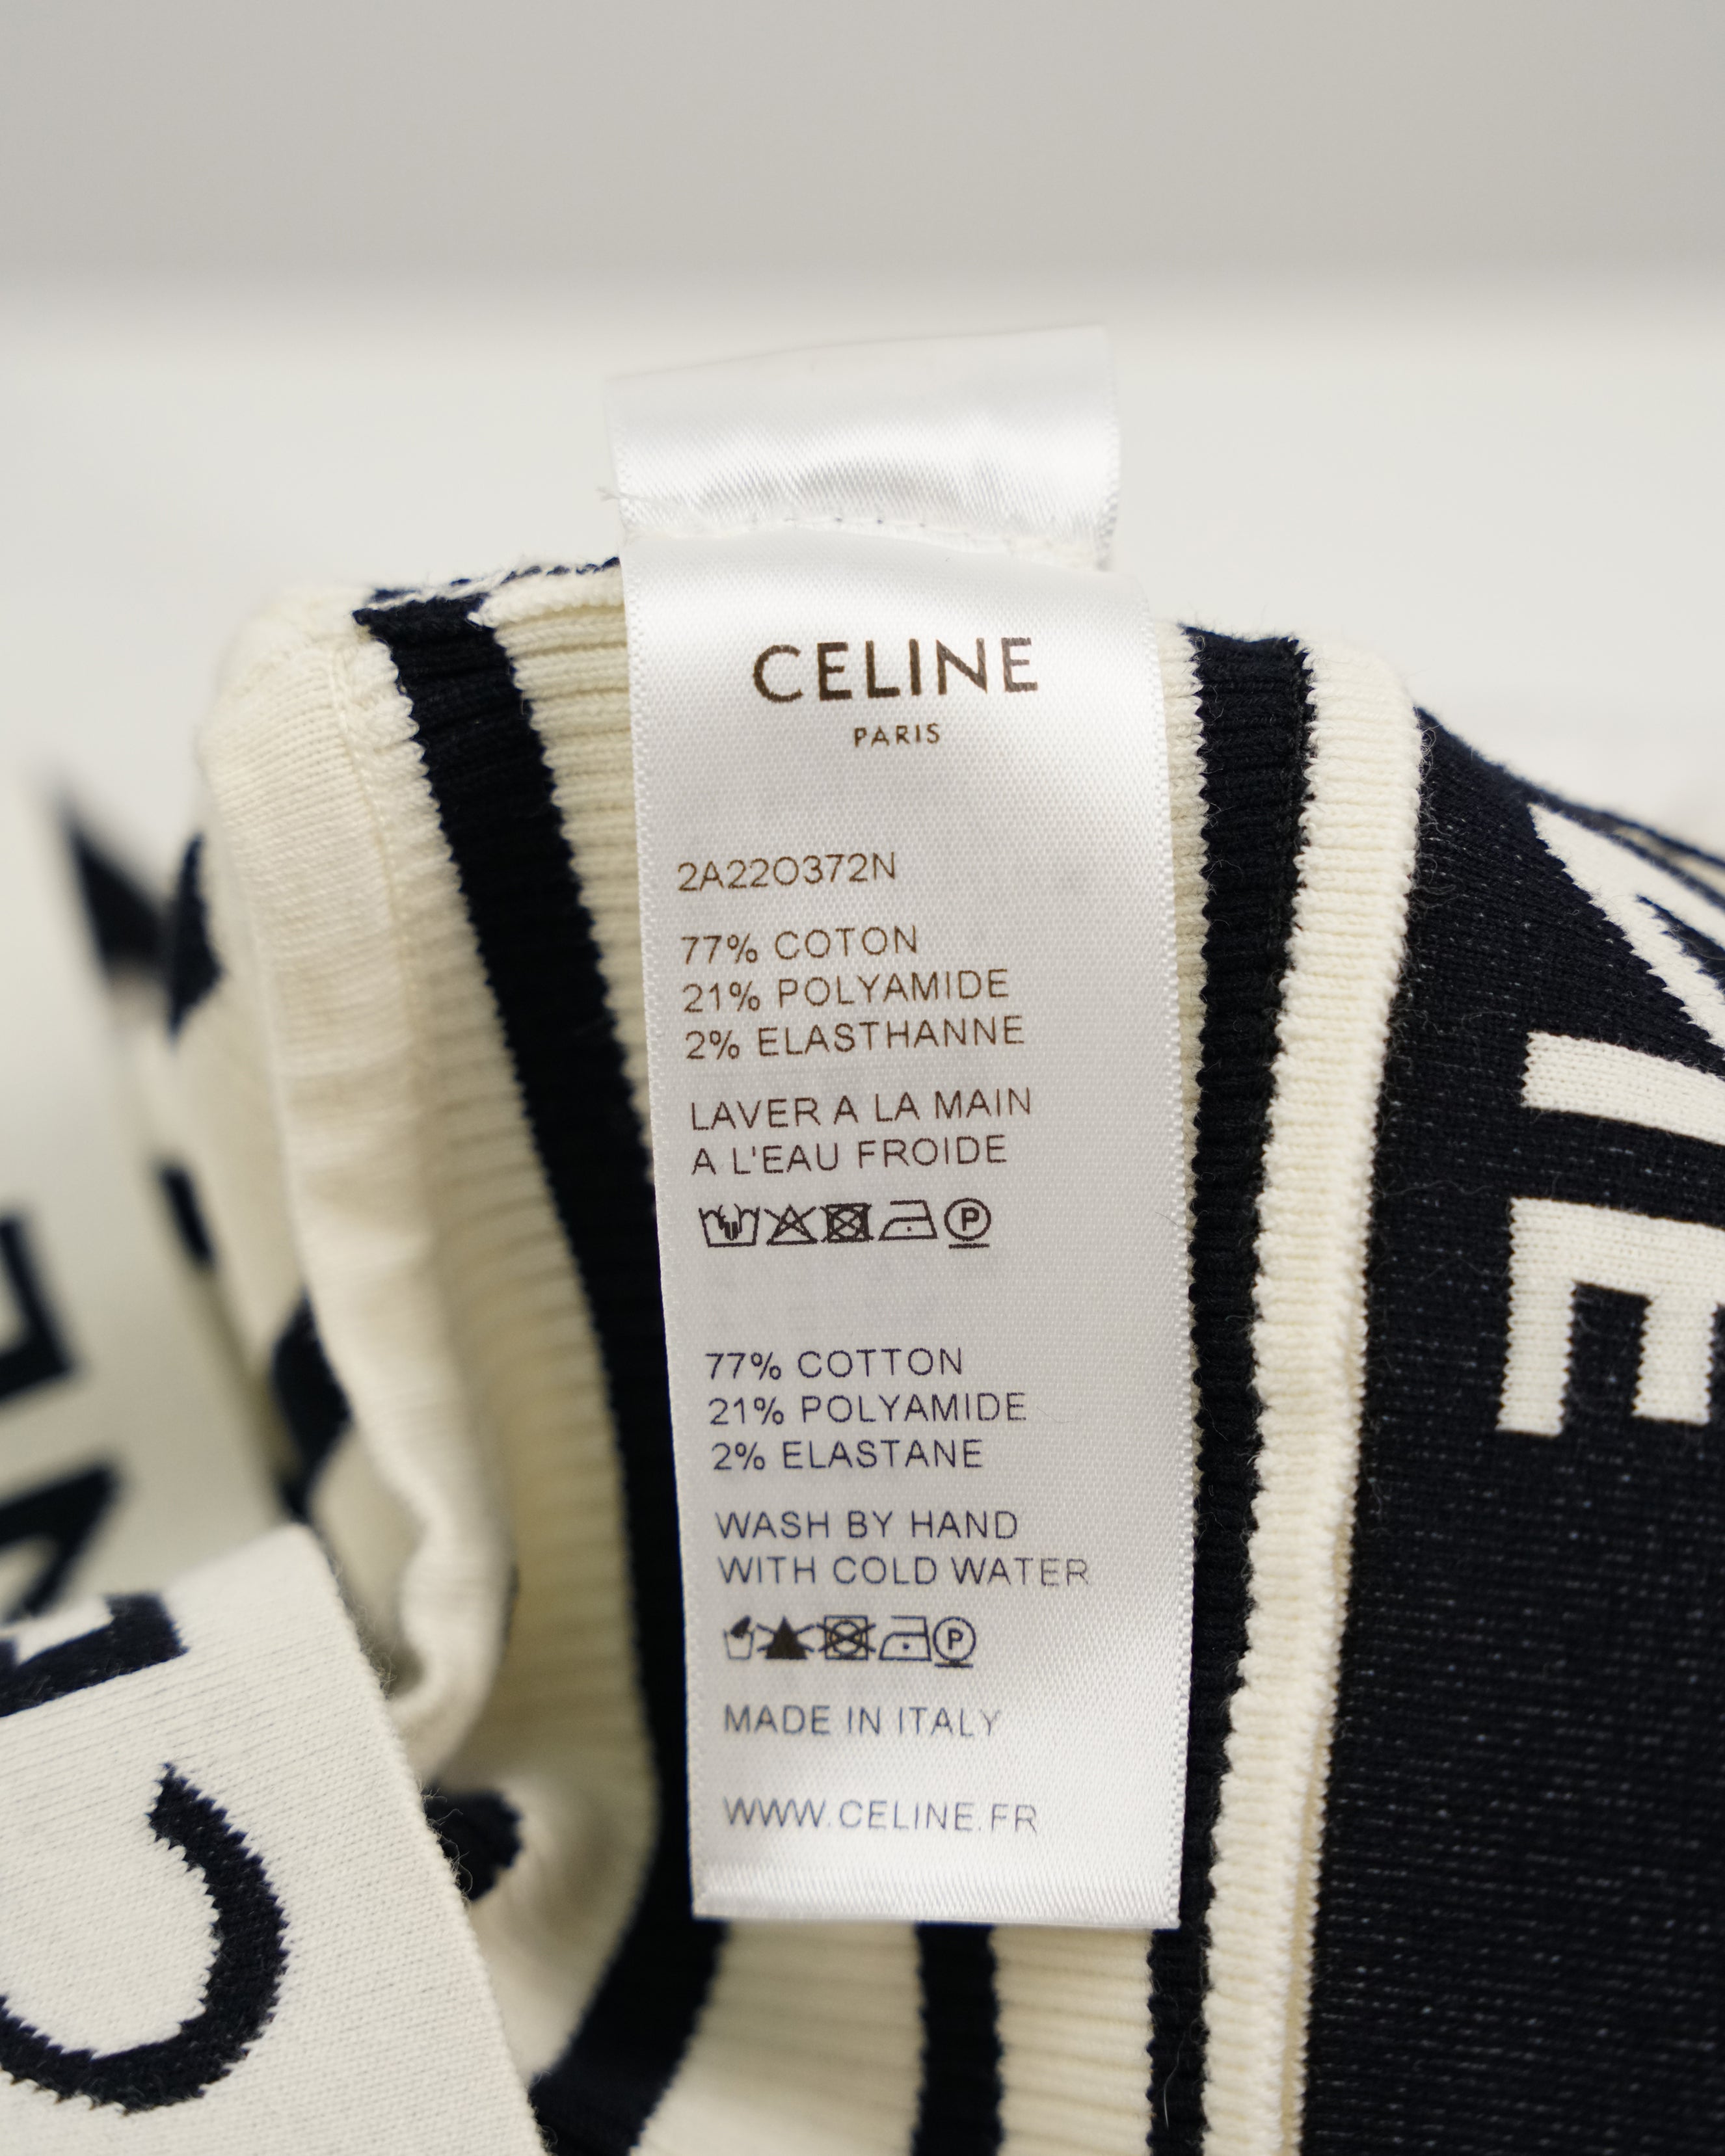 CELINE
PARIS
2A22O372N
77% COTON
21% POLYAMIDE
2% ELASTHANNE
LAVER A LA MAIN
A L'EAU FROIDE
P
77% COTTON
21% POLYAMIDE
2% ELASTANE
WASH BY HAND
WITH COLD WATER
P
MADE IN ITALY
WWW.CELINE.FR